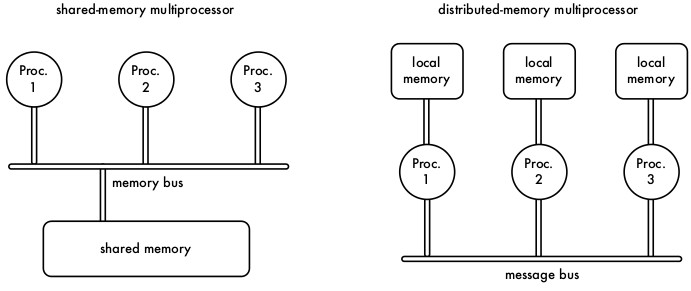 shared-memory multiprocessor
Proc.
1
Proc.
2
Proc.
3
memory bus
shared memory
distributed-memory multiprocessor
local
memory
local
memory
local
memory
Proc.
1
Proc.
2
Proc.
3
message bus